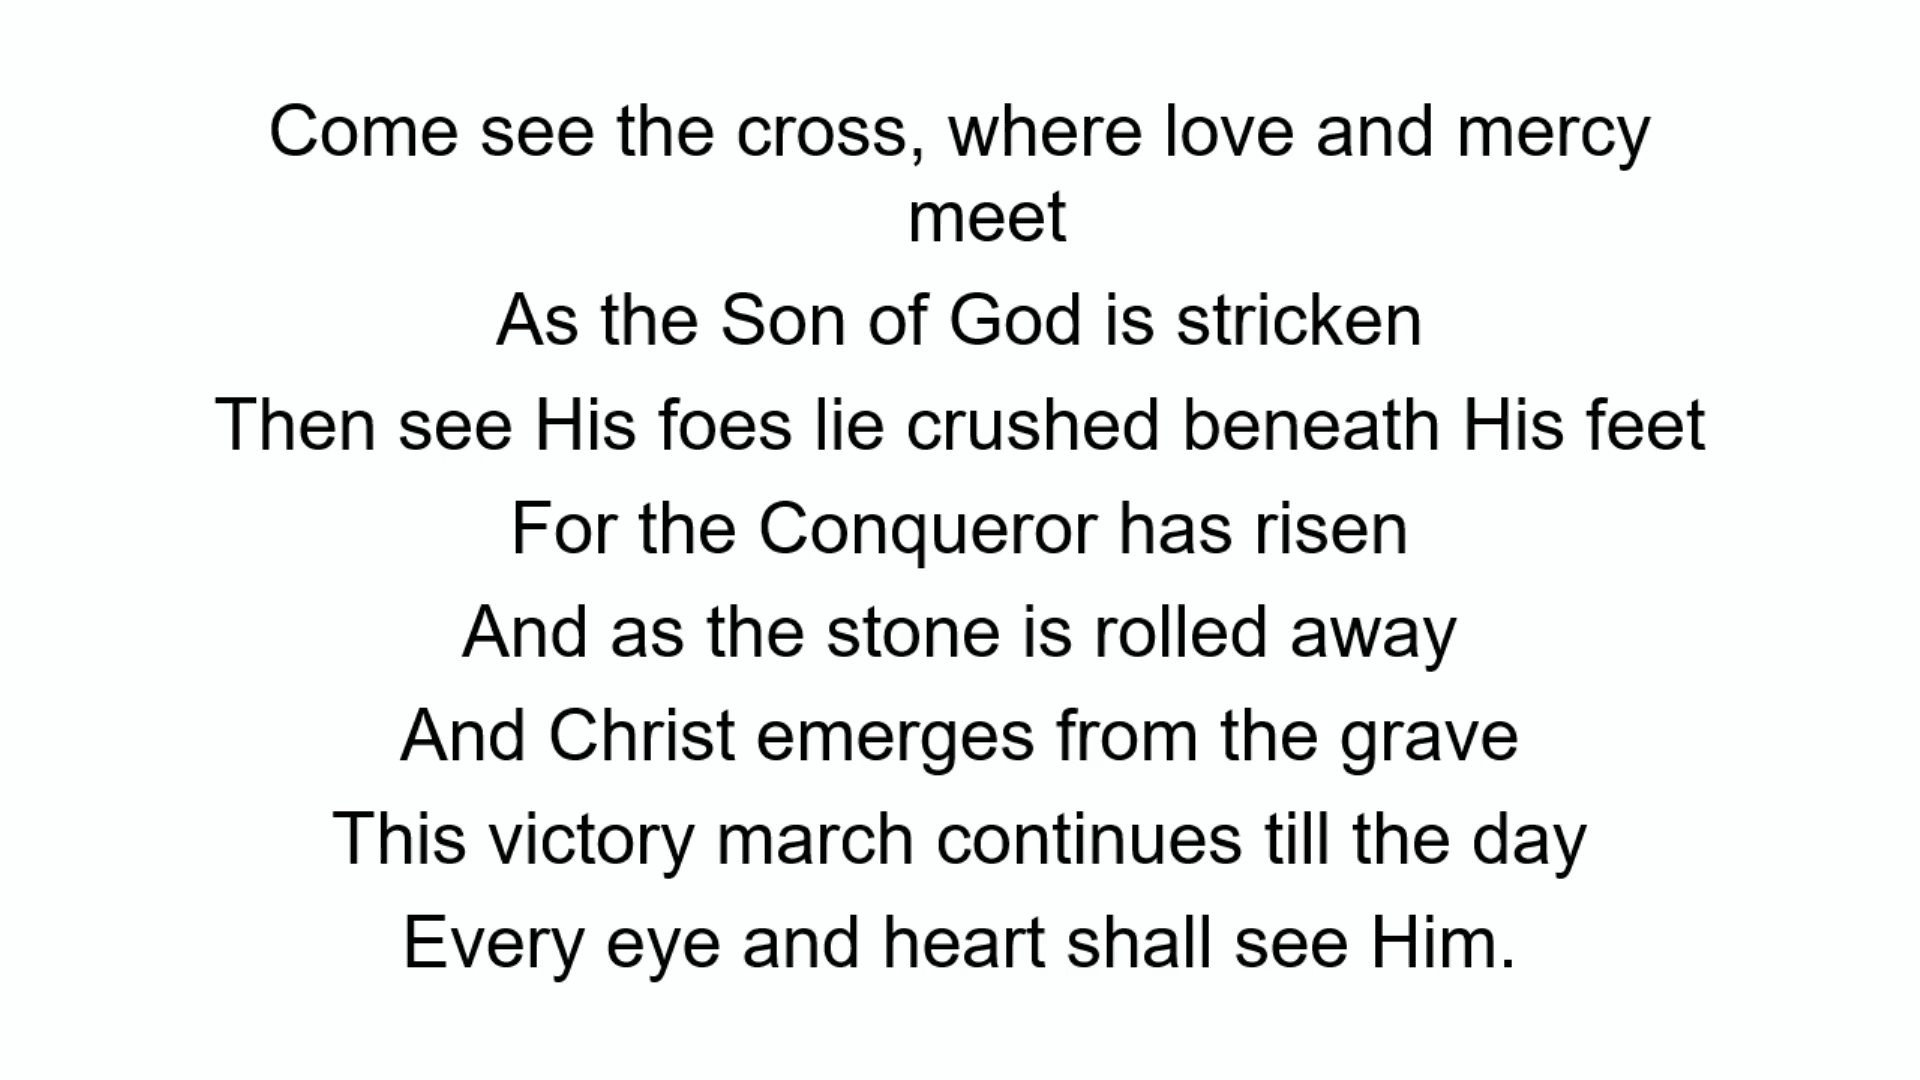 Come see the cross, where love and mercy
meet
As the Son of God is stricken
Then see His foes lie crushed beneath His feet
For the Conqueror has risen
And as the stone is rolled away
And Christ emerges from the grave
This victory march continues till the day
Every eye and heart shall see Him.